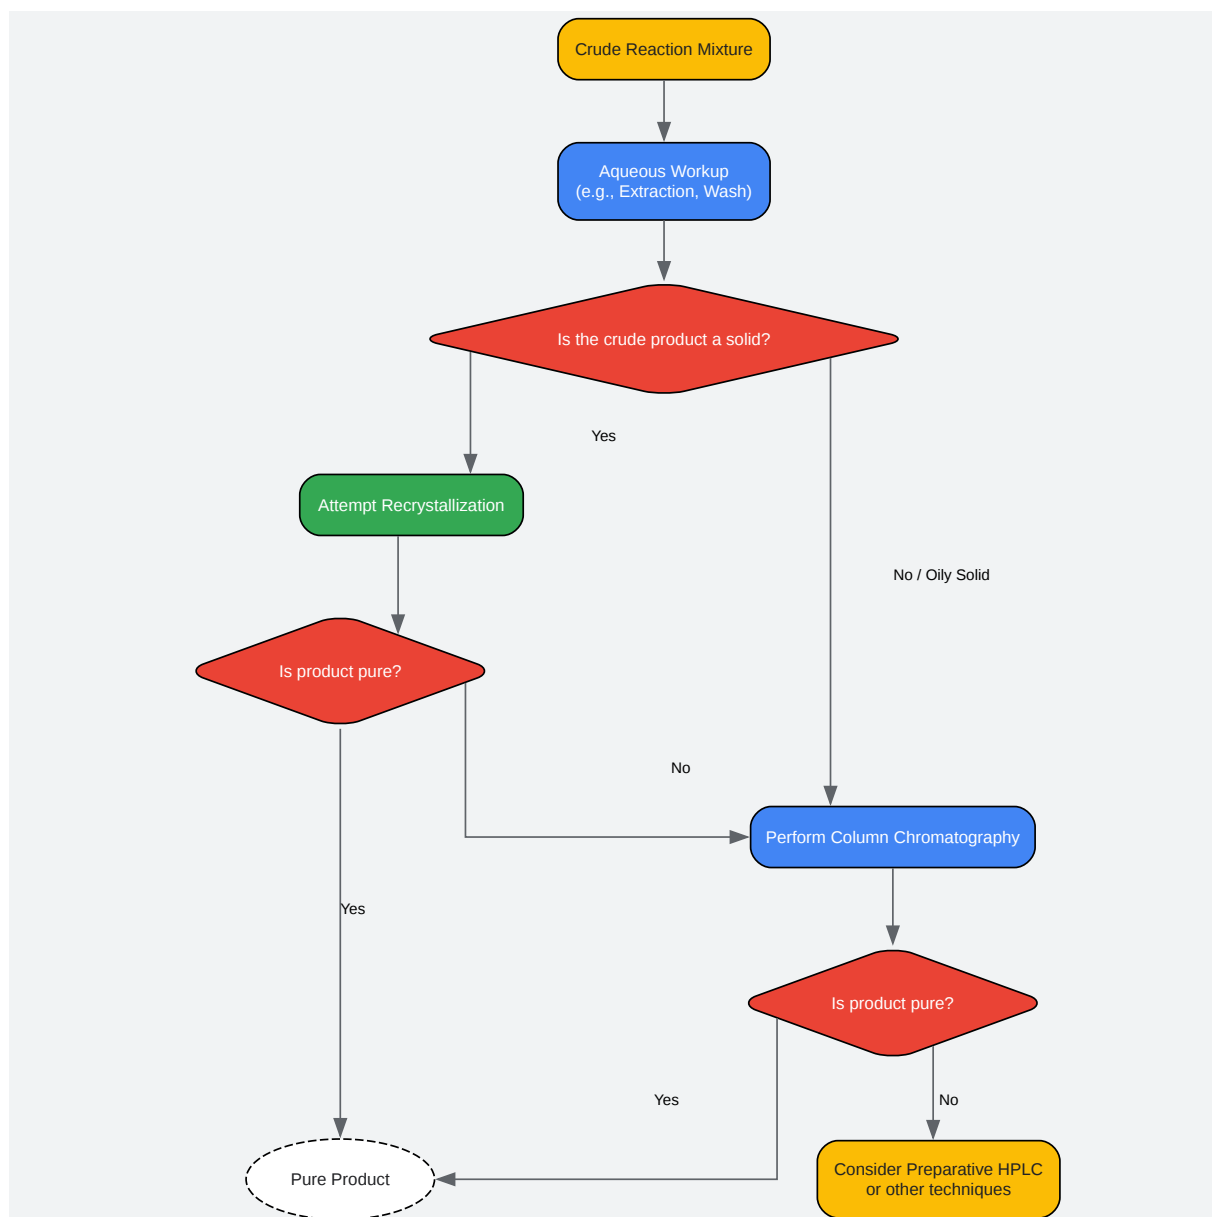 Crude Reaction Mixture
Aqueous Workup
(e.g., Extraction, Wash)
Is the crude product a solid?
Yes
Attempt Recrystallization
No / Oily Solid
Is product pure?
No
Perform Column Chromatography
Yes
Is product pure?
Yes
No
Pure Product
Consider Preparative HPLC
or other techniques